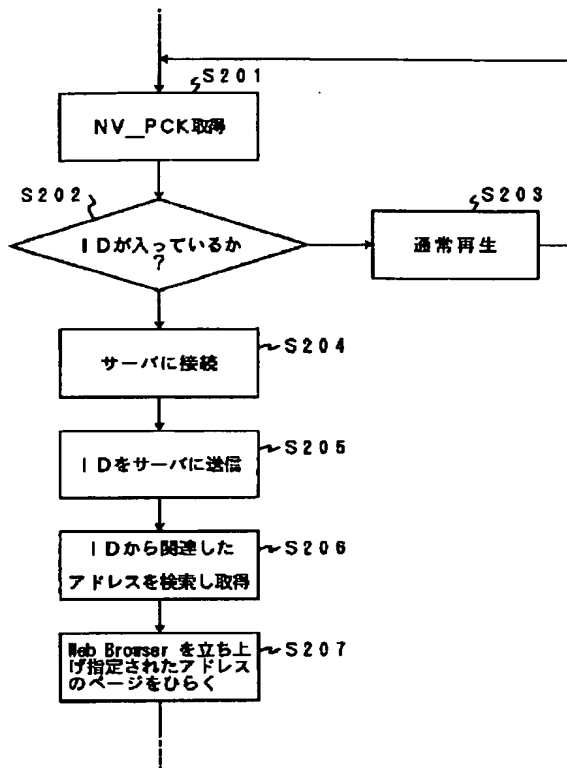 S201
NV_PCK取得
S202
IDが入っているか
?
S203
通常再生
サーバに接続
S204
IDをサーバに送信
S205
IDから関連した
アドレスを検索し取得
S206
Web Browser を立ち上
げ指定されたアドレス
のページをひらく
S207